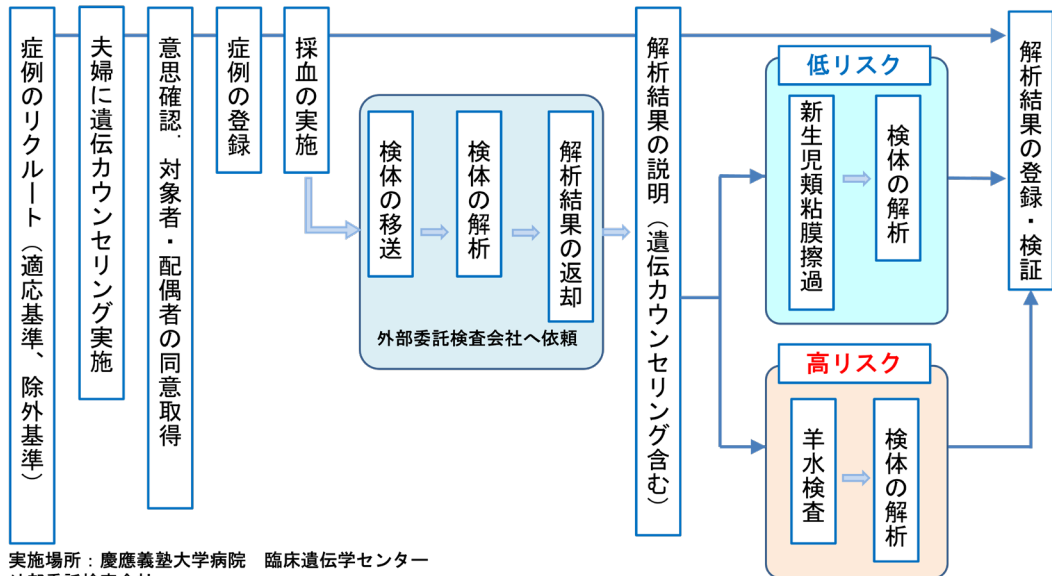 症例のリクルート（適応基準、除外基準）
夫婦に遺伝カウンセリング実施
意思確認．対象者・配偶者の同意取得
症例の登録
採血の実施
検体の移送
検体の解析
解析結果の返却
外部委託検査会社へ依頼
解析結果の説明（遺伝カウンセリング含む）
低リスク
新生児頬粘膜擦過
検体の解析
高リスク
羊水検査
検体の解析
解析結果の登録・検証
実施場所：慶應義塾大学病院　臨床遺伝学センター